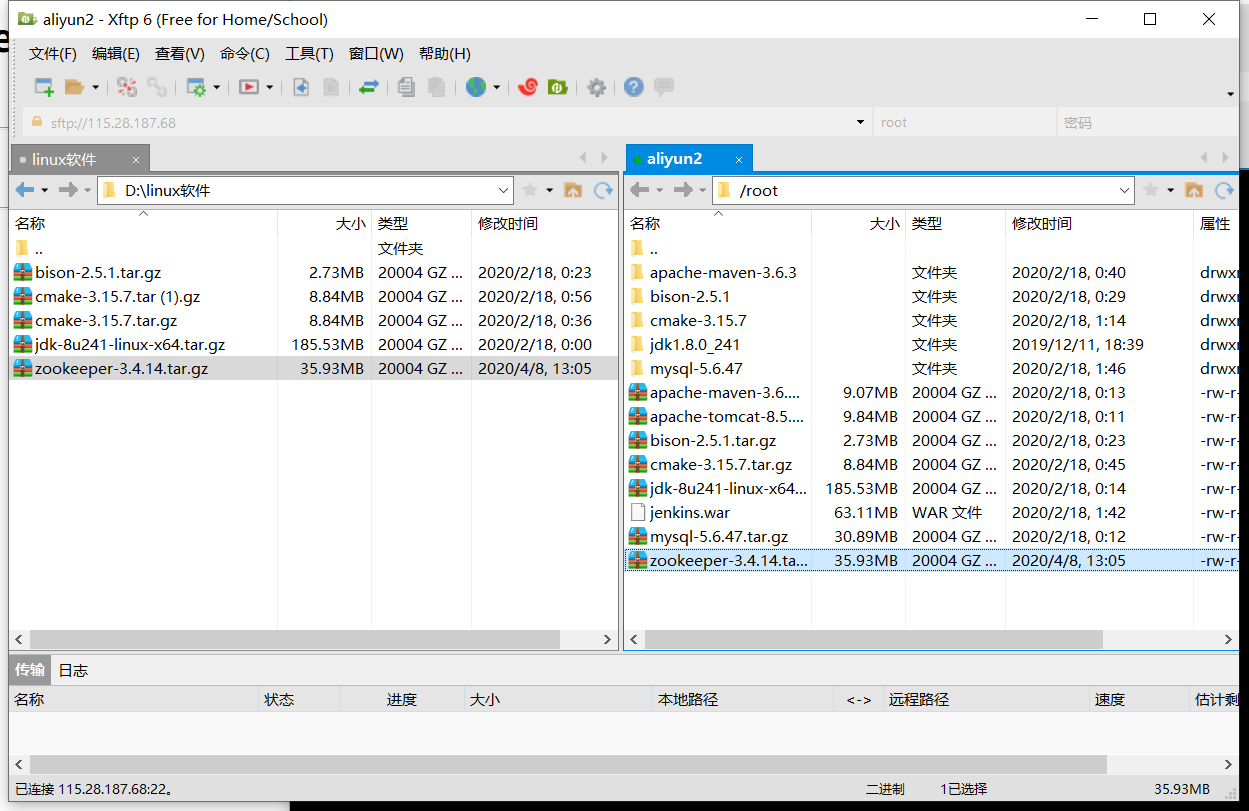 aliyun2 - Xftp 6 (Free for Home/School)
文件(F) 编辑(E) 查看(V) 命令(C) 工具(T) 窗口(W) 帮助(H)
sftp://115.28.187.68 root 密码
linux软件 × aliyun2 ×
D:\linux软件 /root
名称 大小 类型 修改时间 名称 大小 类型 修改时间 属性
.. 文件夹 ..
bison-2.5.1.tar.gz 2.73MB 20004 GZ ... 2020/2/18, 0:23 apache-maven-3.6.3 文件夹 2020/2/18, 0:40 drwxr
cmake-3.15.7.tar (1).gz 8.84MB 20004 GZ ... 2020/2/18, 0:56 bison-2.5.1 文件夹 2020/2/18, 0:29 drwxr
cmake-3.15.7.tar.gz 8.84MB 20004 GZ ... 2020/2/18, 0:36 cmake-3.15.7 文件夹 2020/2/18, 1:14 drwxr
jdk-8u241-linux-x64.tar.gz 185.53MB 20004 GZ ... 2020/2/18, 0:00 jdk1.8.0_241 文件夹 2019/12/11, 18:39 drwxr
zookeeper-3.4.14.tar.gz 35.93MB 20004 GZ ... 2020/4/8, 13:05 mysql-5.6.47 文件夹 2020/2/18, 1:46 drwxr
apache-maven-3.6.... 9.07MB 20004 GZ ... 2020/2/18, 0:13 -rw-r-
apache-tomcat-8.5.... 9.84MB 20004 GZ ... 2020/2/18, 0:11 -rw-r-
bison-2.5.1.tar.gz 2.73MB 20004 GZ ... 2020/2/18, 0:23 -rw-r-
cmake-3.15.7.tar.gz 8.84MB 20004 GZ ... 2020/2/18, 0:45 -rw-r-
jdk-8u241-linux-x64... 185.53MB 20004 GZ ... 2020/2/18, 0:14 -rw-r-
jenkins.war 63.11MB WAR 文件 2020/2/18, 1:42 -rw-r-
mysql-5.6.47.tar.gz 30.89MB 20004 GZ ... 2020/2/18, 0:12 -rw-r-
zookeeper-3.4.14.ta... 35.93MB 20004 GZ ... 2020/4/8, 13:05 -rw-r-
传输 日志
名称 状态 进度 大小 本地路径 <-> 远程路径 速度 估计剩
已连接 115.28.187.68:22。 二进制 1已选择 35.93MB